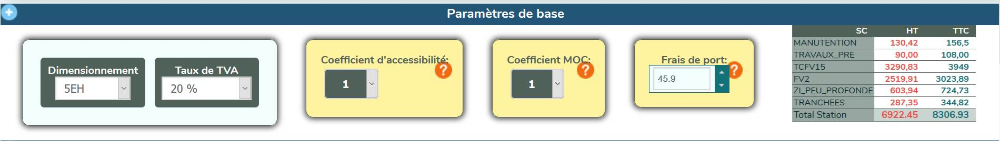 Paramètres de base
Dimensionnement
5EH
Taux de TVA
20 %
Coefficient d'accessibilité:
?
1
Coefficient MOC:
?
1
Frais de port:
?
45.9
SC HT TTC
MANUTENTION 130,42 156,5
TRAVAUX_PRE 90,00 108,00
TCFV15 3290,83 3949
FV2 2519,91 3023,89
ZI_PEU_PROFONDE 603,94 724,73
TRANCHEES 287,35 344,82
Total Station 6922.45 8306.93